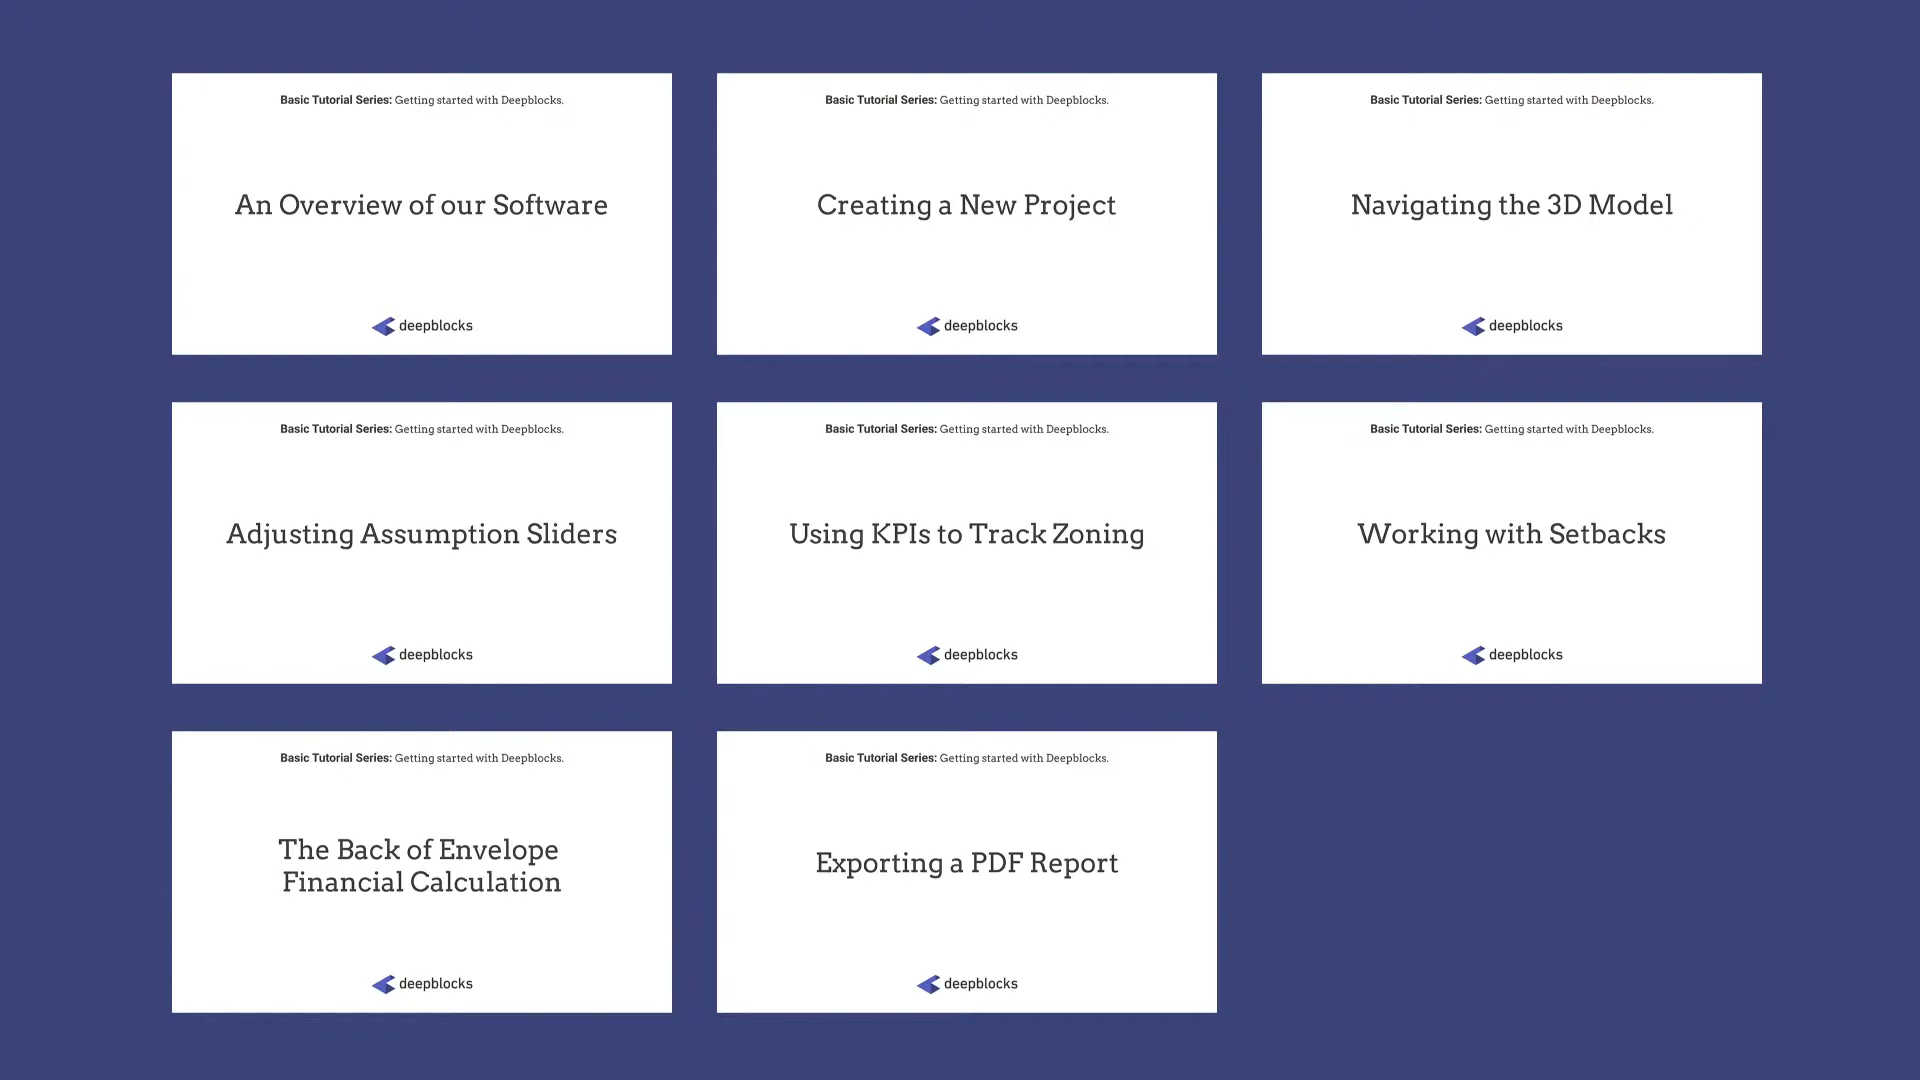 Basic Tutorial Series: Getting started with Deepblocks.
An Overview of our Software
deepblocks
Basic Tutorial Series: Getting started with Deepblocks.
Creating a New Project
deepblocks
Basic Tutorial Series: Getting started with Deepblocks.
Navigating the 3D Model
deepblocks
Basic Tutorial Series: Getting started with Deepblocks.
Adjusting Assumption Sliders
deepblocks
Basic Tutorial Series: Getting started with Deepblocks.
Using KPIs to Track Zoning
deepblocks
Basic Tutorial Series: Getting started with Deepblocks.
Working with Setbacks
deepblocks
Basic Tutorial Series: Getting started with Deepblocks.
The Back of Envelope
Financial Calculation
deepblocks
Basic Tutorial Series: Getting started with Deepblocks.
Exporting a PDF Report
deepblocks